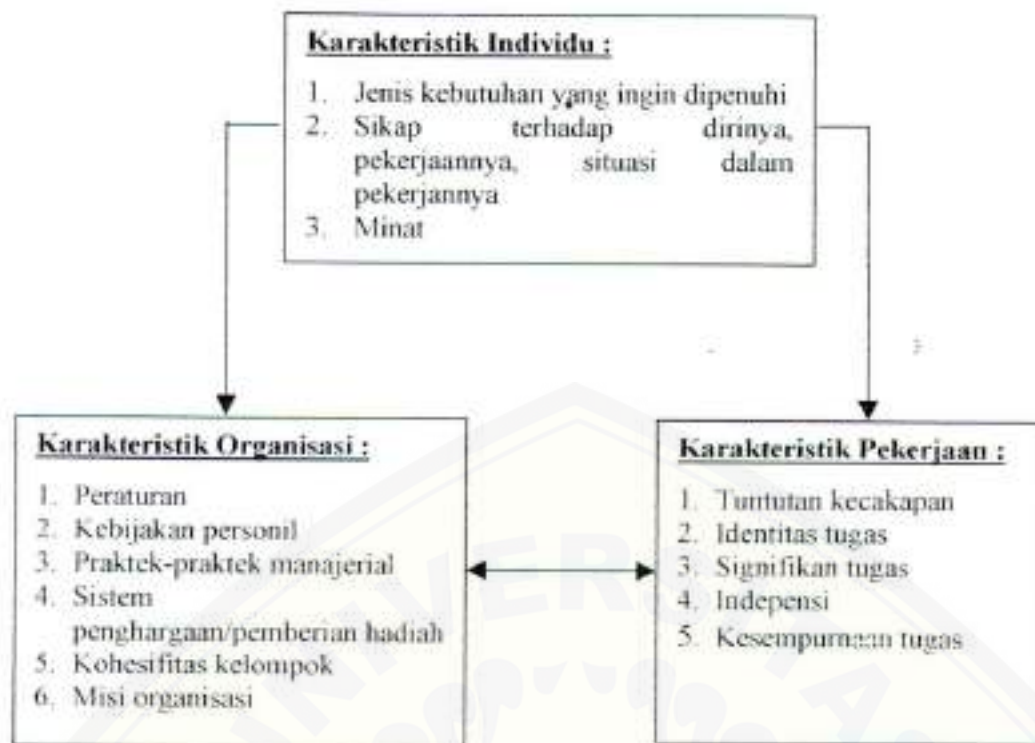 Karakteristik Individu :
1. Jenis kebutuhan yang ingin dipenuhi
2. Sikap terhadap dirinya,
pekerjaannya, situasi dalam
pekerjannya
3. Minat
Karakteristik Organisasi :
1. Peraturan
2. Kebijakan personil
3. Praktek-praktek manajerial
4. Sistem
penghargaan/pemberian hadiah
5. Kohesifitas kelompok
6. Misi organisasi
Karakteristik Pekerjaan :
1. Tuntutan kecakapan
2. Identitas tugas
3. Signifikan tugas
4. Indepensi
5. Kesempurnaan tugas
UNIVERSITA